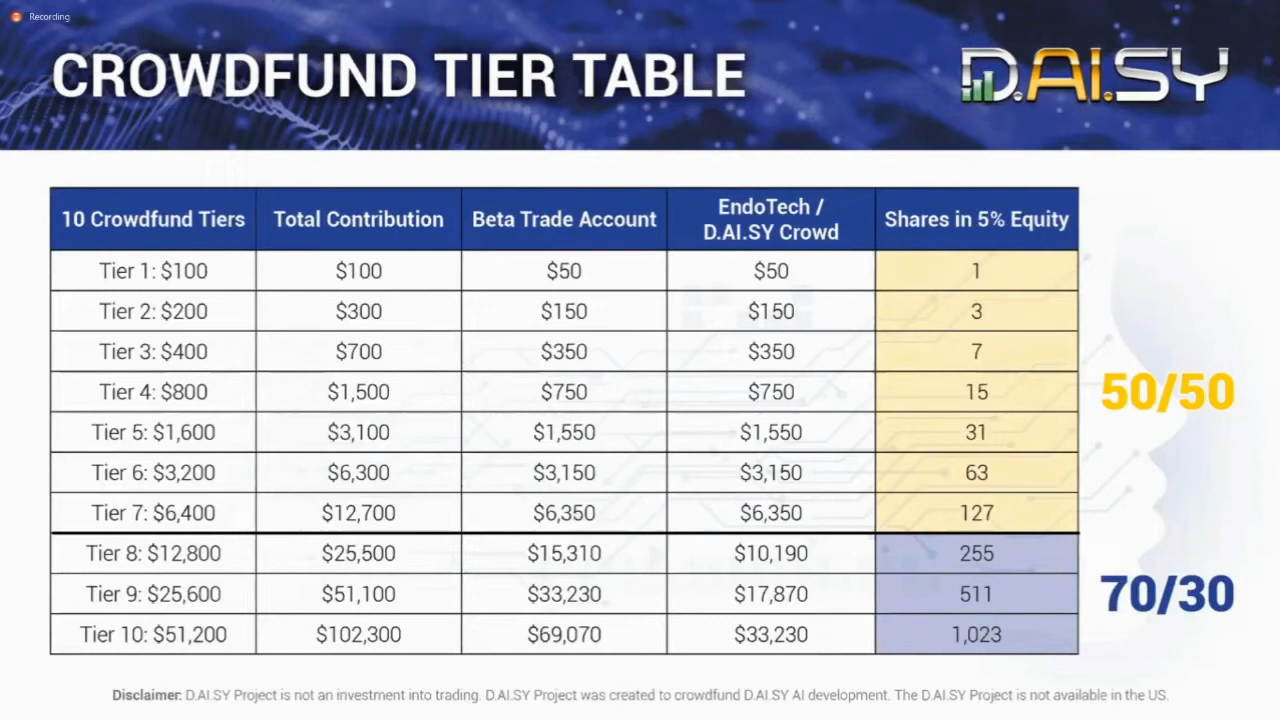 Recording
CROWDFUND TIER TABLE
D.AI.SY
10 Crowdfund Tiers Total Contribution Beta Trade Account EndoTech / D.AI.SY Crowd Shares in 5% Equity
Tier 1: $100 $100 $50 $50 1
Tier 2: $200 $300 $150 $150 3
Tier 3: $400 $700 $350 $350 7
Tier 4: $800 $1,500 $750 $750 15
50/50
Tier 5: $1,600 $3,100 $1,550 $1,550 31
Tier 6: $3,200 $6,300 $3,150 $3,150 63
Tier 7: $6,400 $12,700 $6,350 $6,350 127
Tier 8: $12,800 $25,500 $15,310 $10,190 255
Tier 9: $25,600 $51,100 $33,230 $17,870 511
70/30
Tier 10: $51,200 $102,300 $69,070 $33,230 1,023
Disclaimer: D.AI.SY Project is not an investment into trading. D.AI.SY Project was created to crowdfund D.AI.SY AI development. The D.AI.SY Project is not available in the US.